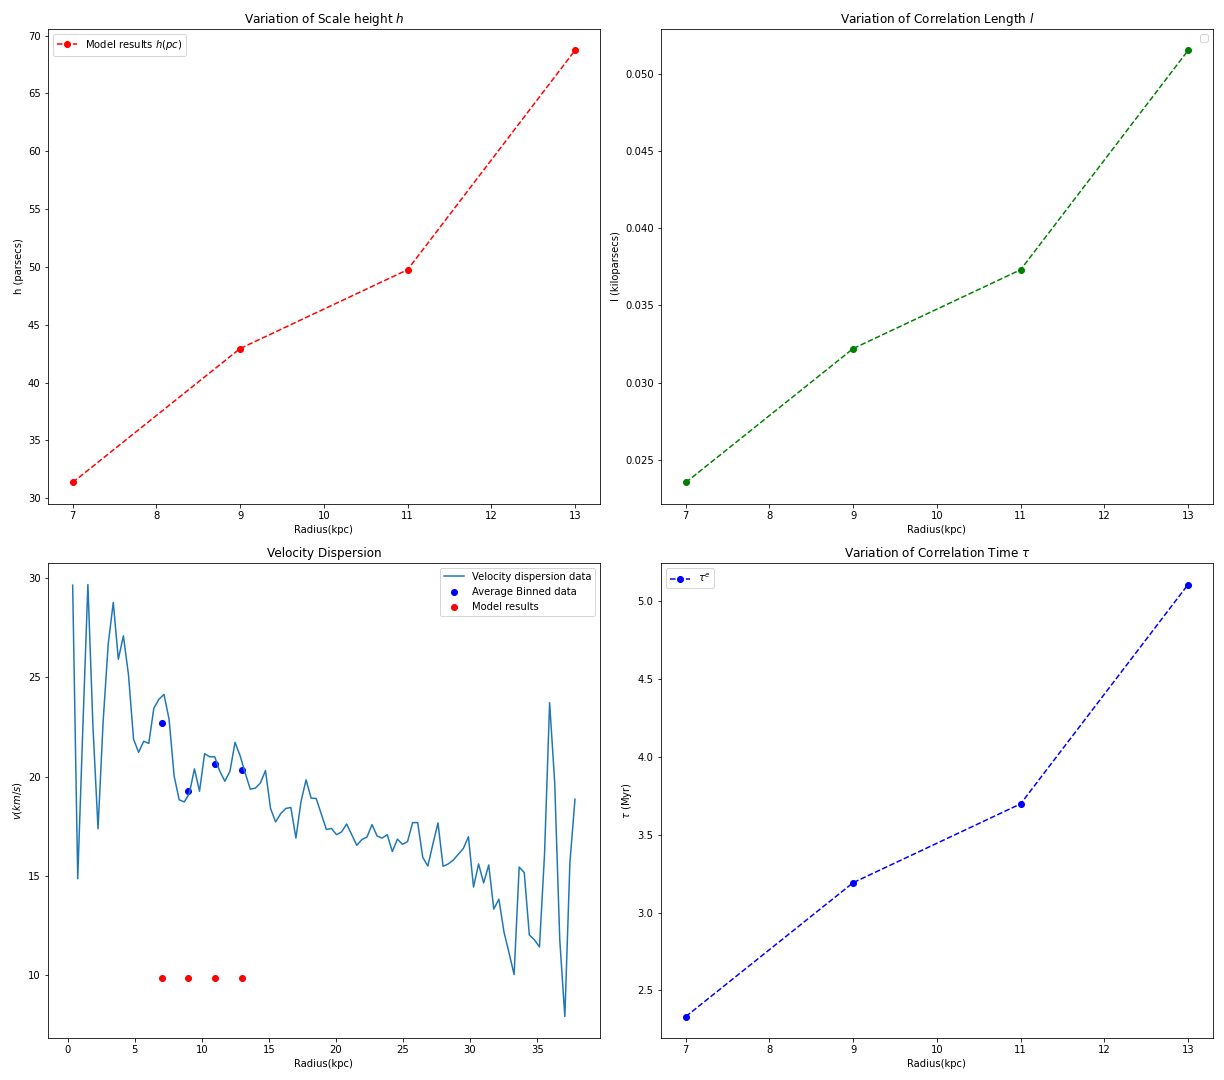 Variation of Scale height h
Model results h(pc)
70
65
60
55
50
45
40
35
30
h (parsecs)
7 8 9 10 11 12 13
Radius(kpc)
Variation of Correlation Length l
0.050
0.045
0.040
0.035
0.030
0.025
l (kiloparsecs)
7 8 9 10 11 12 13
Radius(kpc)
Velocity Dispersion
Velocity dispersion data
Average Binned data
Model results
30
25
20
15
10
v(km/s)
0 5 10 15 20 25 30 35
Radius(kpc)
Variation of Correlation Time τ
τᵉ
5.0
4.5
4.0
3.5
3.0
2.5
τ (Myr)
7 8 9 10 11 12 13
Radius(kpc)